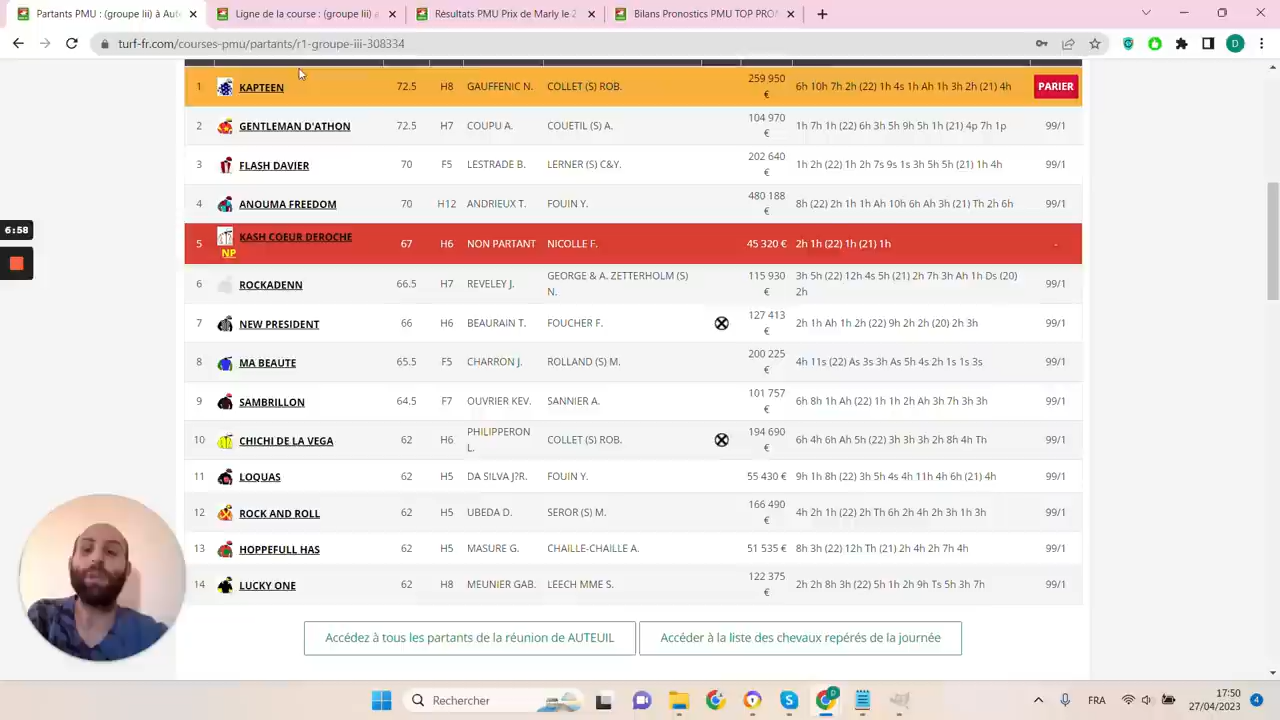 Partants PMU : (groupe Iii) à Aute
Ligne de la course : (groupe Iii)
Résultats PMU Prix de Marly le 2
Bilans Pronostics PMU TOP PRON
turf-fr.com/courses-pmu/partants/r1-groupe-iii-308334
D
1 KAPTEEN 72.5 H8 GAUFFENIC N. COLLET (S) ROB. 259 950 € 6h 10h 7h 2h (22) 1h 4s 1h Ah 1h 3h 2h (21) 4h PARIER
2 GENTLEMAN D'ATHON 72.5 H7 COUPU A. COUETIL (S) A. 104 970 € 1h 7h 1h (22) 6h 3h 5h 9h 5h 1h (21) 4p 7h 1p 99/1
3 FLASH DAVIER 70 F5 LESTRADE B. LERNER (S) C&Y. 202 640 € 1h 2h (22) 1h 2h 7s 9s 1s 3h 5h 5h (21) 1h 4h 99/1
4 ANOUMA FREEDOM 70 H12 ANDRIEUX T. FOUIN Y. 480 188 € 8h (22) 2h 1h 1h Ah 10h 6h Ah 3h (21) Th 2h 6h 99/1
5 KASH COEUR DEROCHE NP 67 H6 NON PARTANT NICOLLE F. 45 320 € 2h 1h (22) 1h (21) 1h -
6 ROCKADENN 66.5 H7 REVELEY J. GEORGE & A. ZETTERHOLM (S) N. 115 930 € 3h 5h (22) 12h 4s 5h (21) 2h 7h 3h Ah 1h Ds (20) 2h 99/1
7 NEW PRESIDENT 66 H6 BEAURAIN T. FOUCHER F. 127 413 € 2h 1h Ah 1h 2h (22) 9h 2h 2h (20) 2h 3h 99/1
8 MA BEAUTE 65.5 F5 CHARRON J. ROLLAND (S) M. 200 225 € 4h 11s (22) As 3s 3h As 5h 4s 2h 1s 1s 3s 99/1
9 SAMBRILLON 64.5 F7 OUVRIER KEV. SANNIER A. 101 757 € 6h 8h 1h Ah (22) 1h 1h 2h Ah 3h 7h 3h 3h 99/1
10 CHICHI DE LA VEGA 62 H6 PHILIPPERON L. COLLET (S) ROB. 194 690 € 6h 4h 6h Ah 5h (22) 3h 3h 3h 2h 8h 4h Th 99/1
11 LOQUAS 62 H5 DA SILVA J?R. FOUIN Y. 55 430 € 9h 1h 8h (22) 3h 5h 4s 4h 11h 4h 6h (21) 4h 99/1
12 ROCK AND ROLL 62 H5 UBEDA D. SEROR (S) M. 166 490 € 4h 2h 1h (22) 2h Th 6h 2h 4h 2h 3h 1h 3h 99/1
13 HOPPEFULL HAS 62 H5 MASURE G. CHAILLE-CHAILLE A. 51 535 € 8h 3h (22) 12h Th (21) 2h 4h 2h 7h 4h 99/1
14 LUCKY ONE 62 H8 MEUNIER GAB. LEECH MME S. 122 375 € 2h 2h 8h 3h (22) 5h 1h 2h 9h Ts 5h 3h 7h 99/1
6:58
Accédez à tous les partants de la réunion de AUTEUIL
Accéder à la liste des chevaux repérés de la journée
Rechercher
FRA
17:50
27/04/2023
4